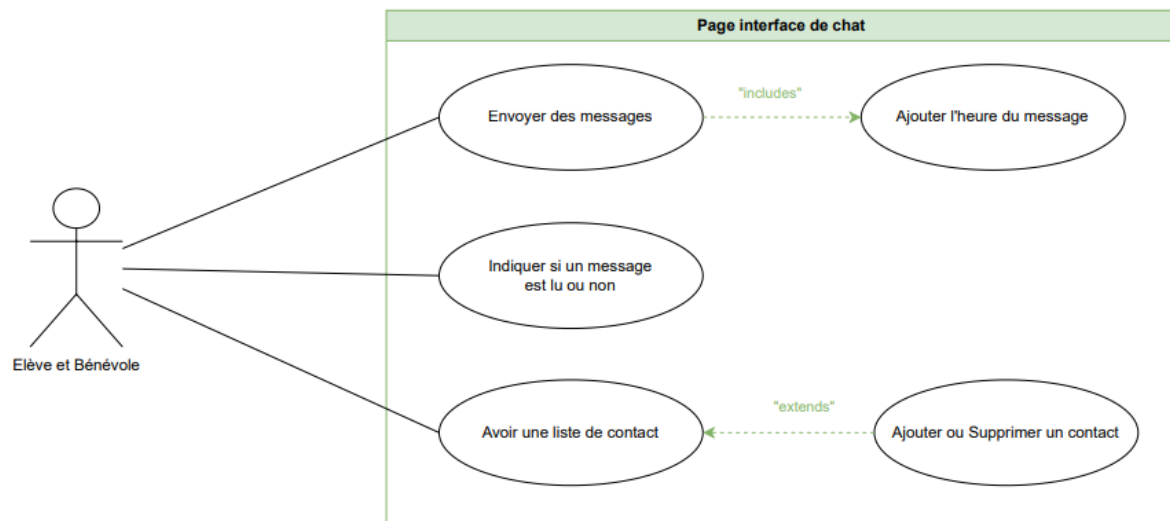 Page interface de chat
Envoyer des messages
"includes"
Ajouter l'heure du message
Indiquer si un message
est lu ou non
Elève et Bénévole
Avoir une liste de contact
"extends"
Ajouter ou Supprimer un contact